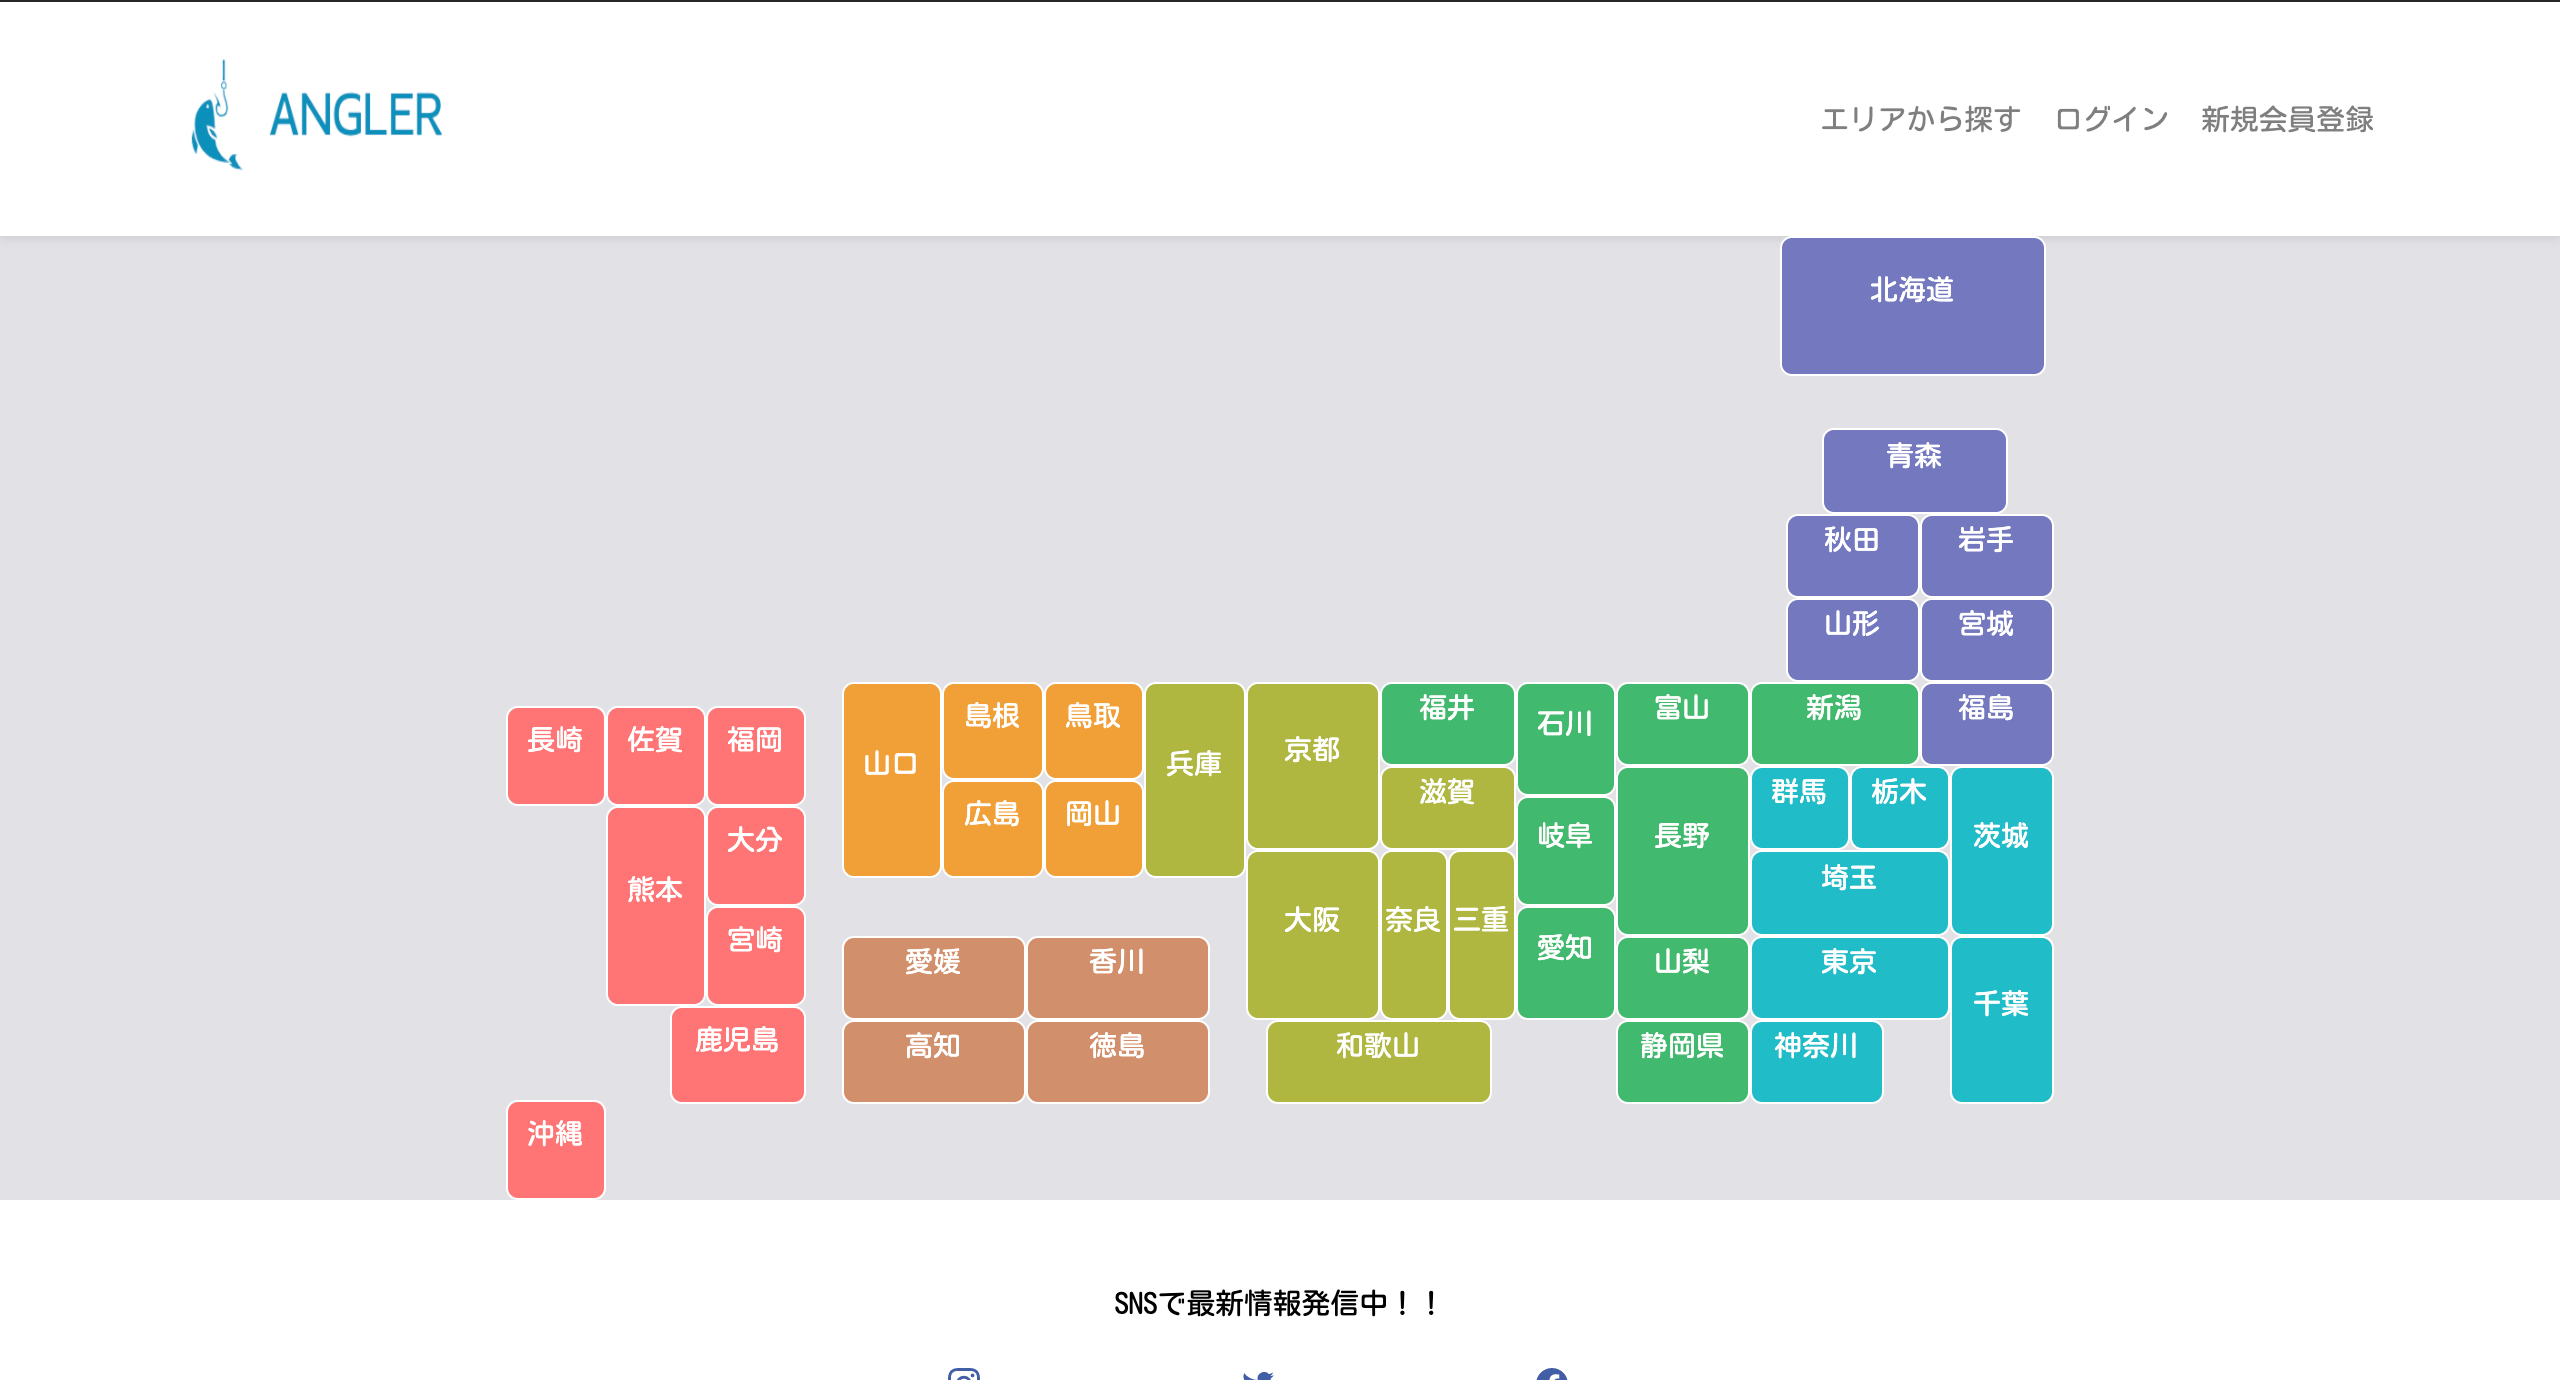 ANGLER
エリアから探す ログイン 新規会員登録
北海道
青森
秋田 岩手
山形 宮城
福井 石川 富山 新潟 福島
長崎 佐賀 福岡 山口 島根 鳥取 兵庫 京都
滋賀 群馬 栃木
広島 岡山 岐阜 長野 茨城
大分
熊本 大阪 奈良 三重 埼玉
宮崎 愛媛 香川 愛知 山梨 東京
千葉
鹿児島 高知 徳島 和歌山 静岡県 神奈川
沖縄
SNSで最新情報発信中！！